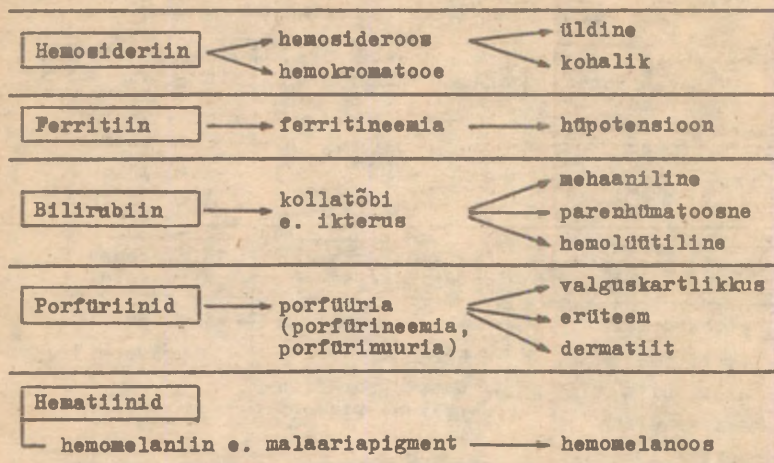 Hemosideriin hemosideroos üldine
hemokromatooe kohalik
Ferritiin ferritineemia hüpotensioon
mehaaniline
Bilirubiin kollatõbi parenhümatoosne
e. ikterus
hemolüütiline
valguskartlikkus
Porfüriinid porfüüria erüteem
(porfürineemia,
porfürinuuria) dermatiit
Hematiinid
hemomelaniin e. malaariapigment hemomelanoos